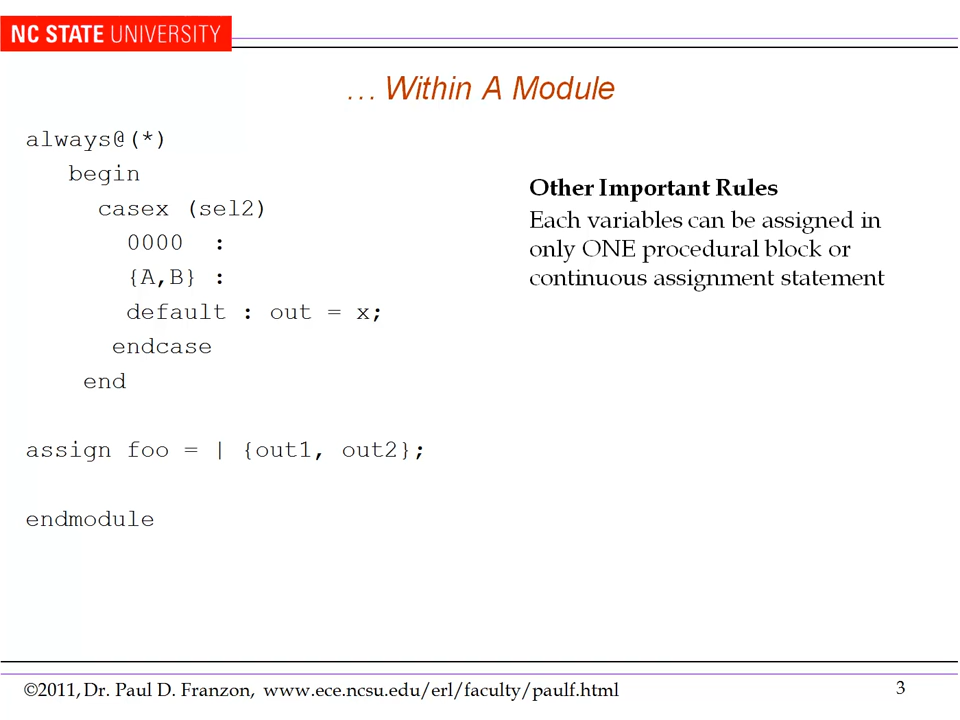 NC STATE UNIVERSITY
… Within A Module
always@(*)
begin
casex (sel2)
0000 :
{A,B} :
default : out = x;
endcase
end
assign foo = | {out1, out2};
endmodule
Other Important Rules
Each variables can be assigned in
only ONE procedural block or
continuous assignment statement
©2011, Dr. Paul D. Franzon, www.ece.ncsu.edu/erl/faculty/paulf.html
3